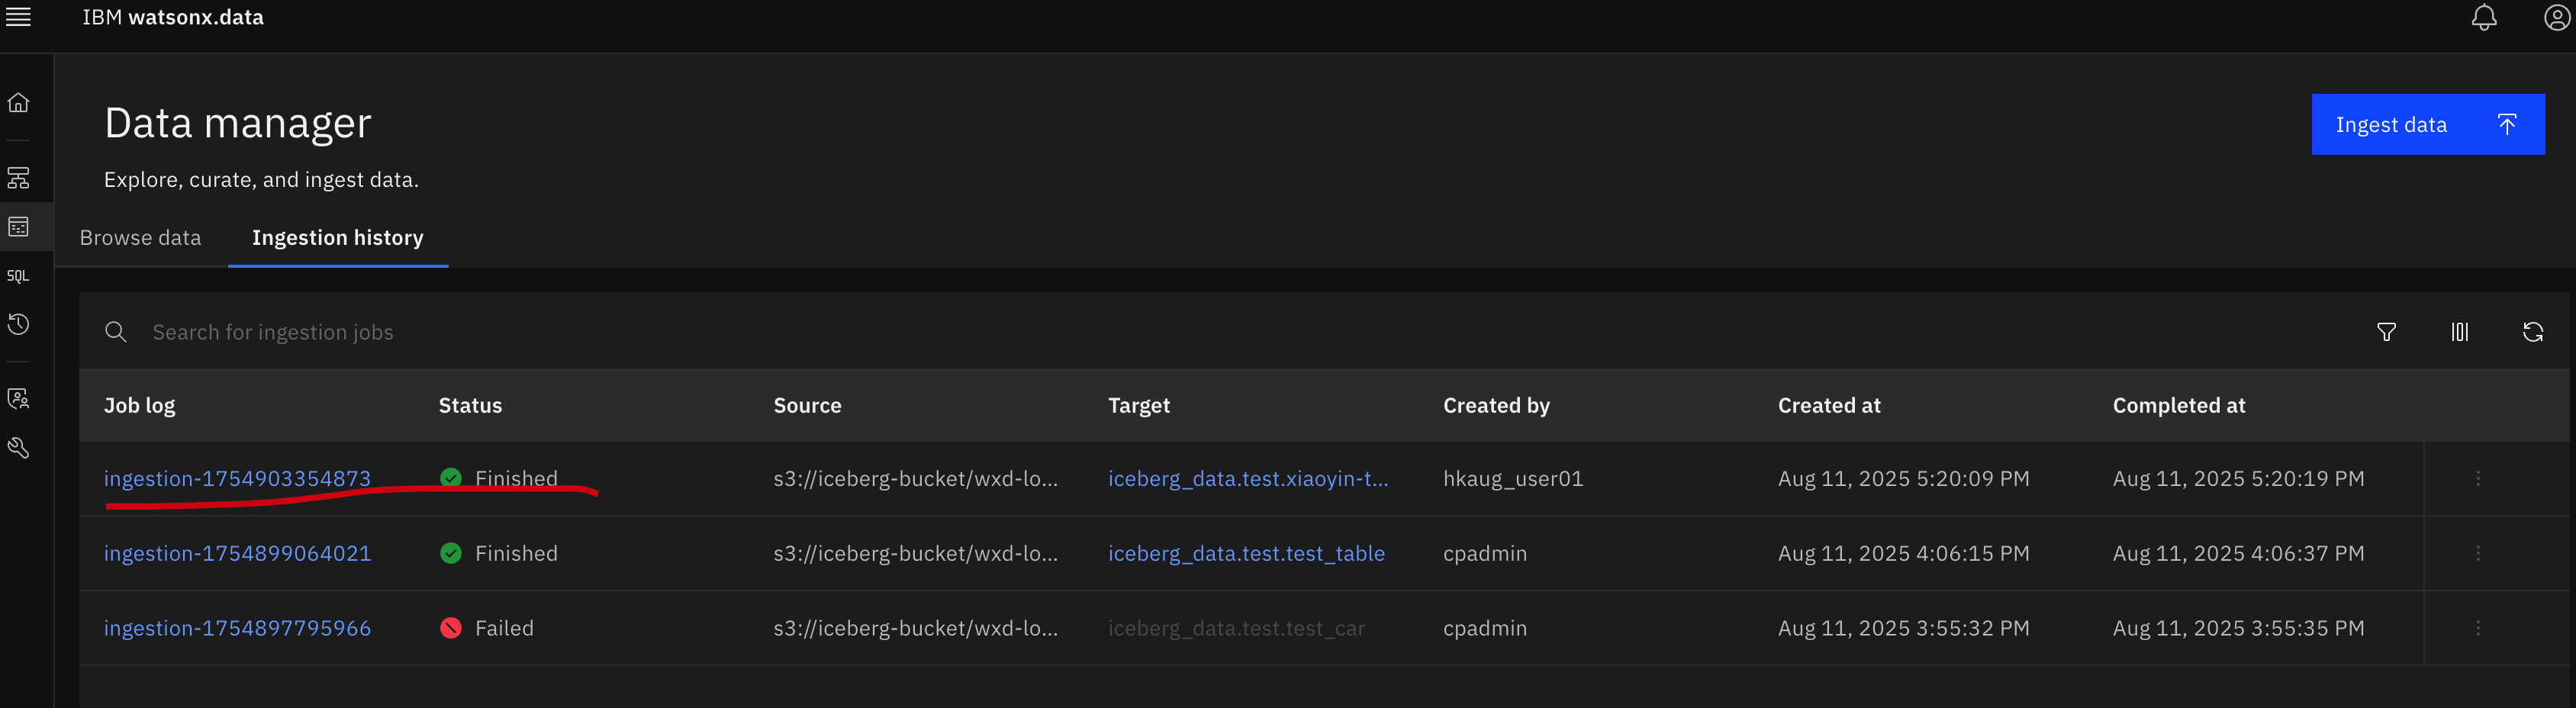 IBM watsonx.data
Data manager
Ingest data
Explore, curate, and ingest data.
Browse data Ingestion history
SQL
Search for ingestion jobs
Job log Status Source Target Created by Created at Completed at
ingestion-1754903354873 Finished s3://iceberg-bucket/wxd-lo... iceberg_data.test.xiaoyin-t... hkaug_user01 Aug 11, 2025 5:20:09 PM Aug 11, 2025 5:20:19 PM
ingestion-1754899064021 Finished s3://iceberg-bucket/wxd-lo... iceberg_data.test.test_table cpadmin Aug 11, 2025 4:06:15 PM Aug 11, 2025 4:06:37 PM
ingestion-1754897795966 Failed s3://iceberg-bucket/wxd-lo... iceberg_data.test.test_car cpadmin Aug 11, 2025 3:55:32 PM Aug 11, 2025 3:55:35 PM